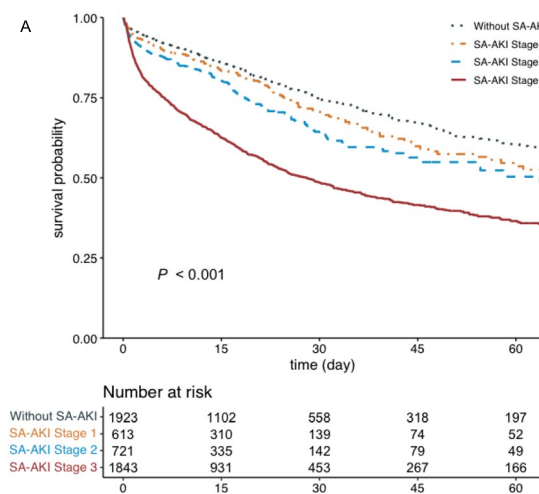 A
1.00
0.75
0.50
0.25
0.00
survival probability
Without SA-AK
SA-AKI Stage
SA-AKI Stage
SA-AKI Stage
P < 0.001
0 15 30 45 60
time (day)
Number at risk
Without SA-AKI 1923 1102 558 318 197
SA-AKI Stage 1 613 310 139 74 52
SA-AKI Stage 2 721 335 142 79 49
SA-AKI Stage 3 1843 931 453 267 166
0 15 30 45 60